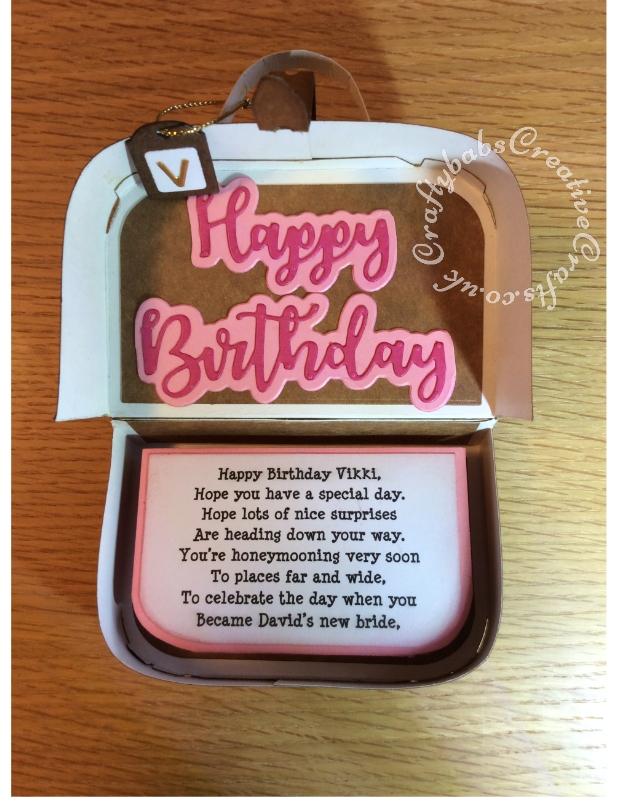 V
Happy
Birthday
CraftybabsCreativeCrafts.co.uk
Happy Birthday Vikki,
Hope you have a special day.
Hope lots of nice surprises
Are heading down your way.
You're honeymooning very soon
To places far and wide,
To celebrate the day when you
Became David's new bride,